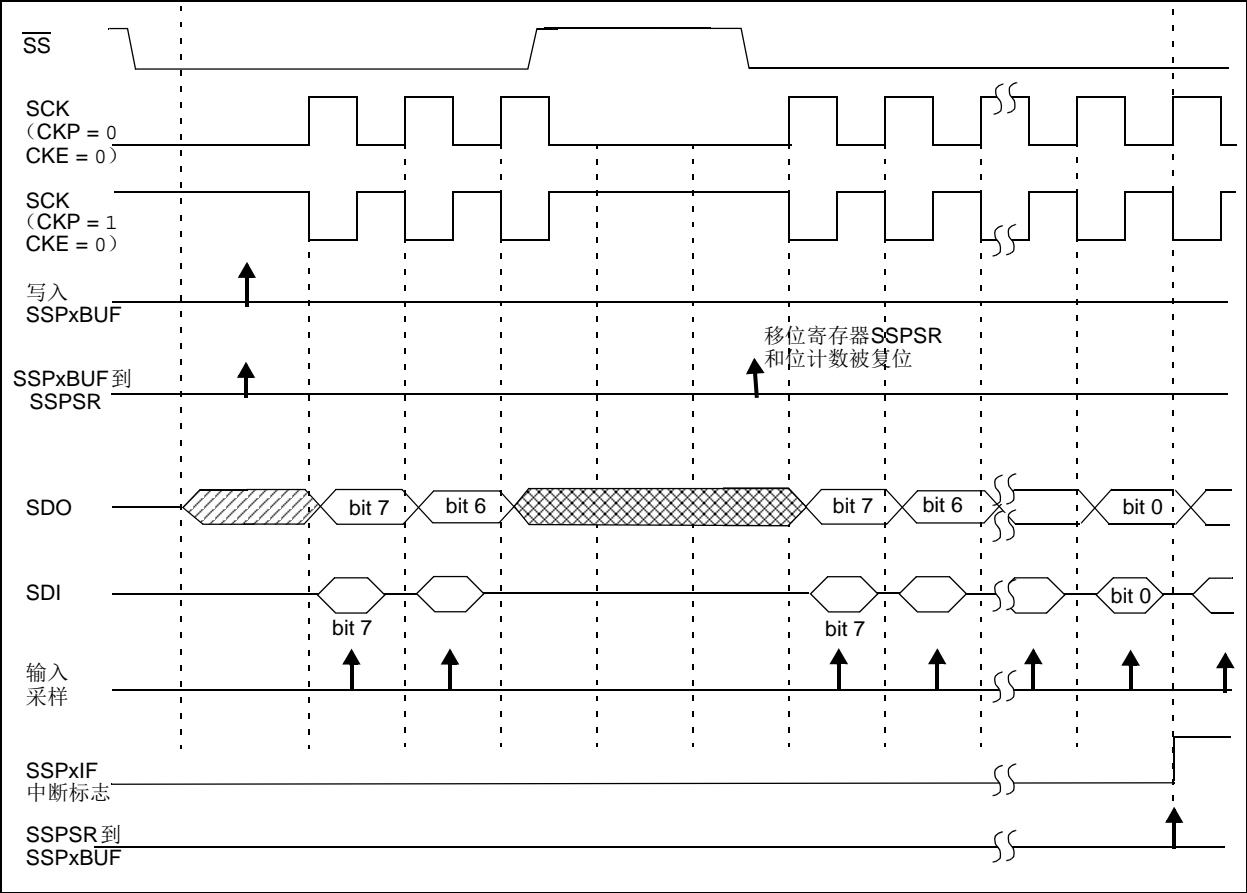 SS
SCK
（CKP = 0
CKE = 0）
SCK
（CKP = 1
CKE = 0）
写入
SSPxBUF
移位寄存器SSPSR
和位计数被复位
SSPxBUF到
SSPSR
SDO
bit 7
bit 6
bit 7
bit 6
bit 0
SDI
bit 0
bit 7
bit 7
输入
采样
SSPxIF
中断标志
SSPSR到
SSPxBUF